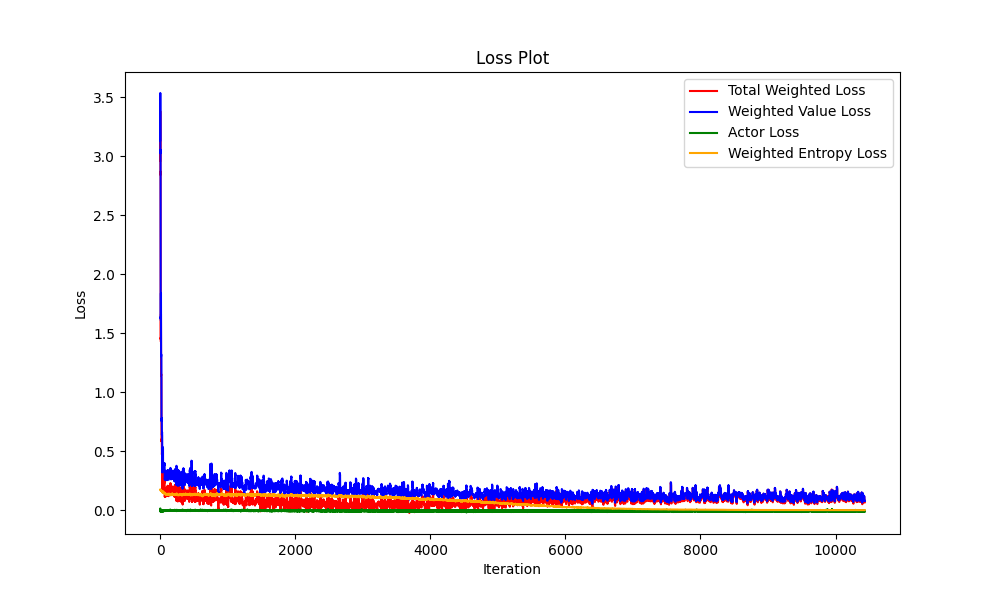 Loss Plot
Total Weighted Loss
Weighted Value Loss
Actor Loss
Weighted Entropy Loss
3.5
3.0
2.5
2.0
1.5
1.0
0.5
0.0
Loss
0 2000 4000 6000 8000 10000
Iteration